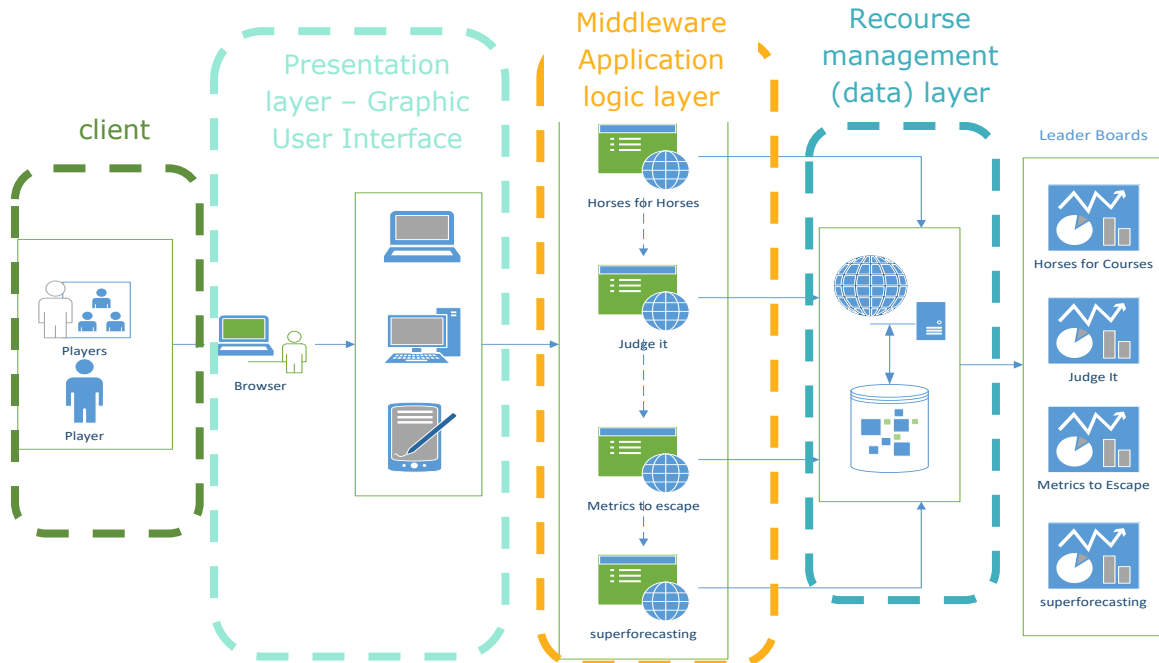 client
Players
Player
Presentation
layer – Graphic
User Interface
Browser
Middleware
Application
logic layer
Horses for Horses
Judge it
Metrics to escape
superforecasting
Recourse
management
(data) layer
Leader Boards
Horses for Courses
Judge It
Metrics to Escape
superforecasting